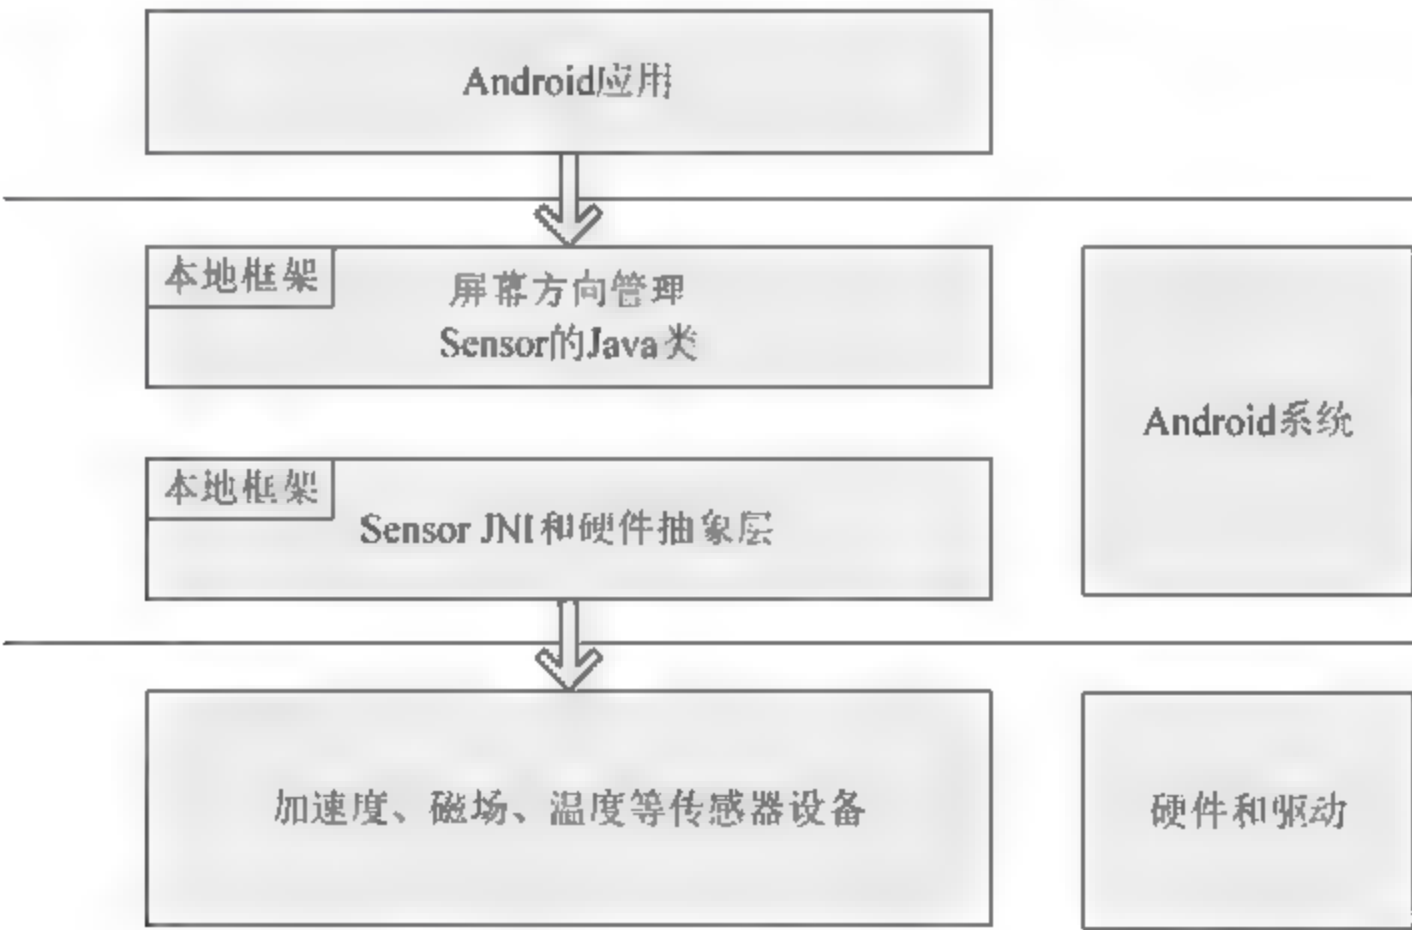 Android应用
本地框架
屏幕方向管理
Sensor的Java类
Android系统
本地框架
Sensor JNI和硬件抽象层
加速度、磁场、温度等传感器设备
硬件和驱动